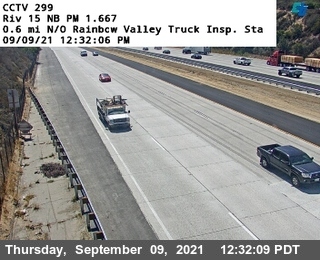 CCTV 299
Riv 15 NB PM 1.667
0.6 mi N/O Rainbcw Valley Truck Insp. Sta
09/09/21 12:32:06 PM
Thursday, September 09, 2021 12:32:09 PDT